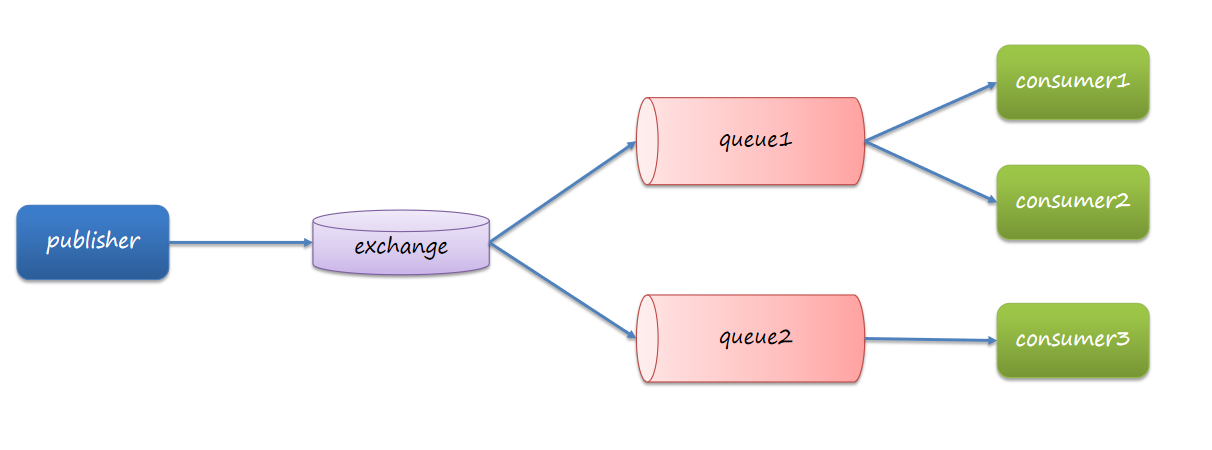 publisher
exchange
queue1
queue2
consumer1
consumer2
consumer3